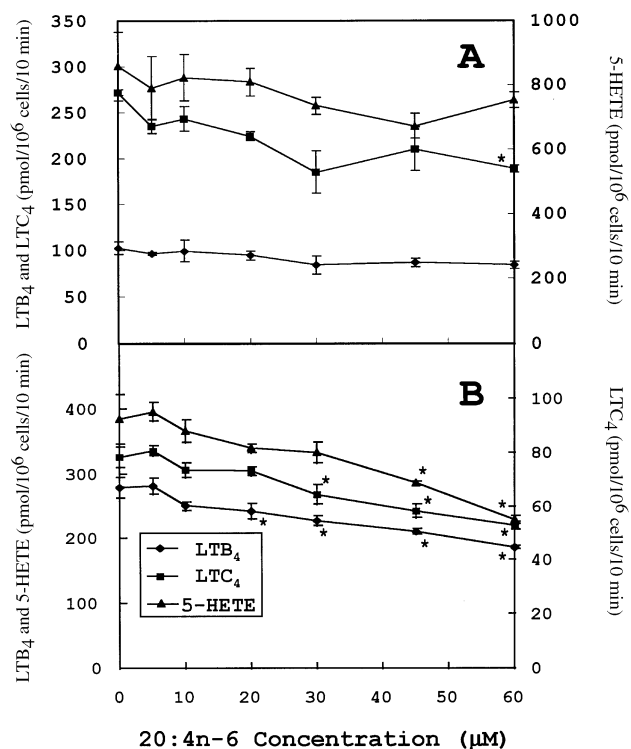 A
LTB4 and LTC4 (pmol/10^6 cells/10 min)
350
300
250
200
150
100
50
0
5-HETE (pmol/10^6 cells/10 min)
1000
800
600
400
200
0
*
B
LTB4 and 5-HETE (pmol/10^6 cells/10 min)
400
300
200
100
0
LTC4 (pmol/10^6 cells/10 min)
100
80
60
40
20
0
* * * * * * * * *
LTB4
LTC4
5-HETE
0 10 20 30 40 50 60
20:4n-6 Concentration (µM)